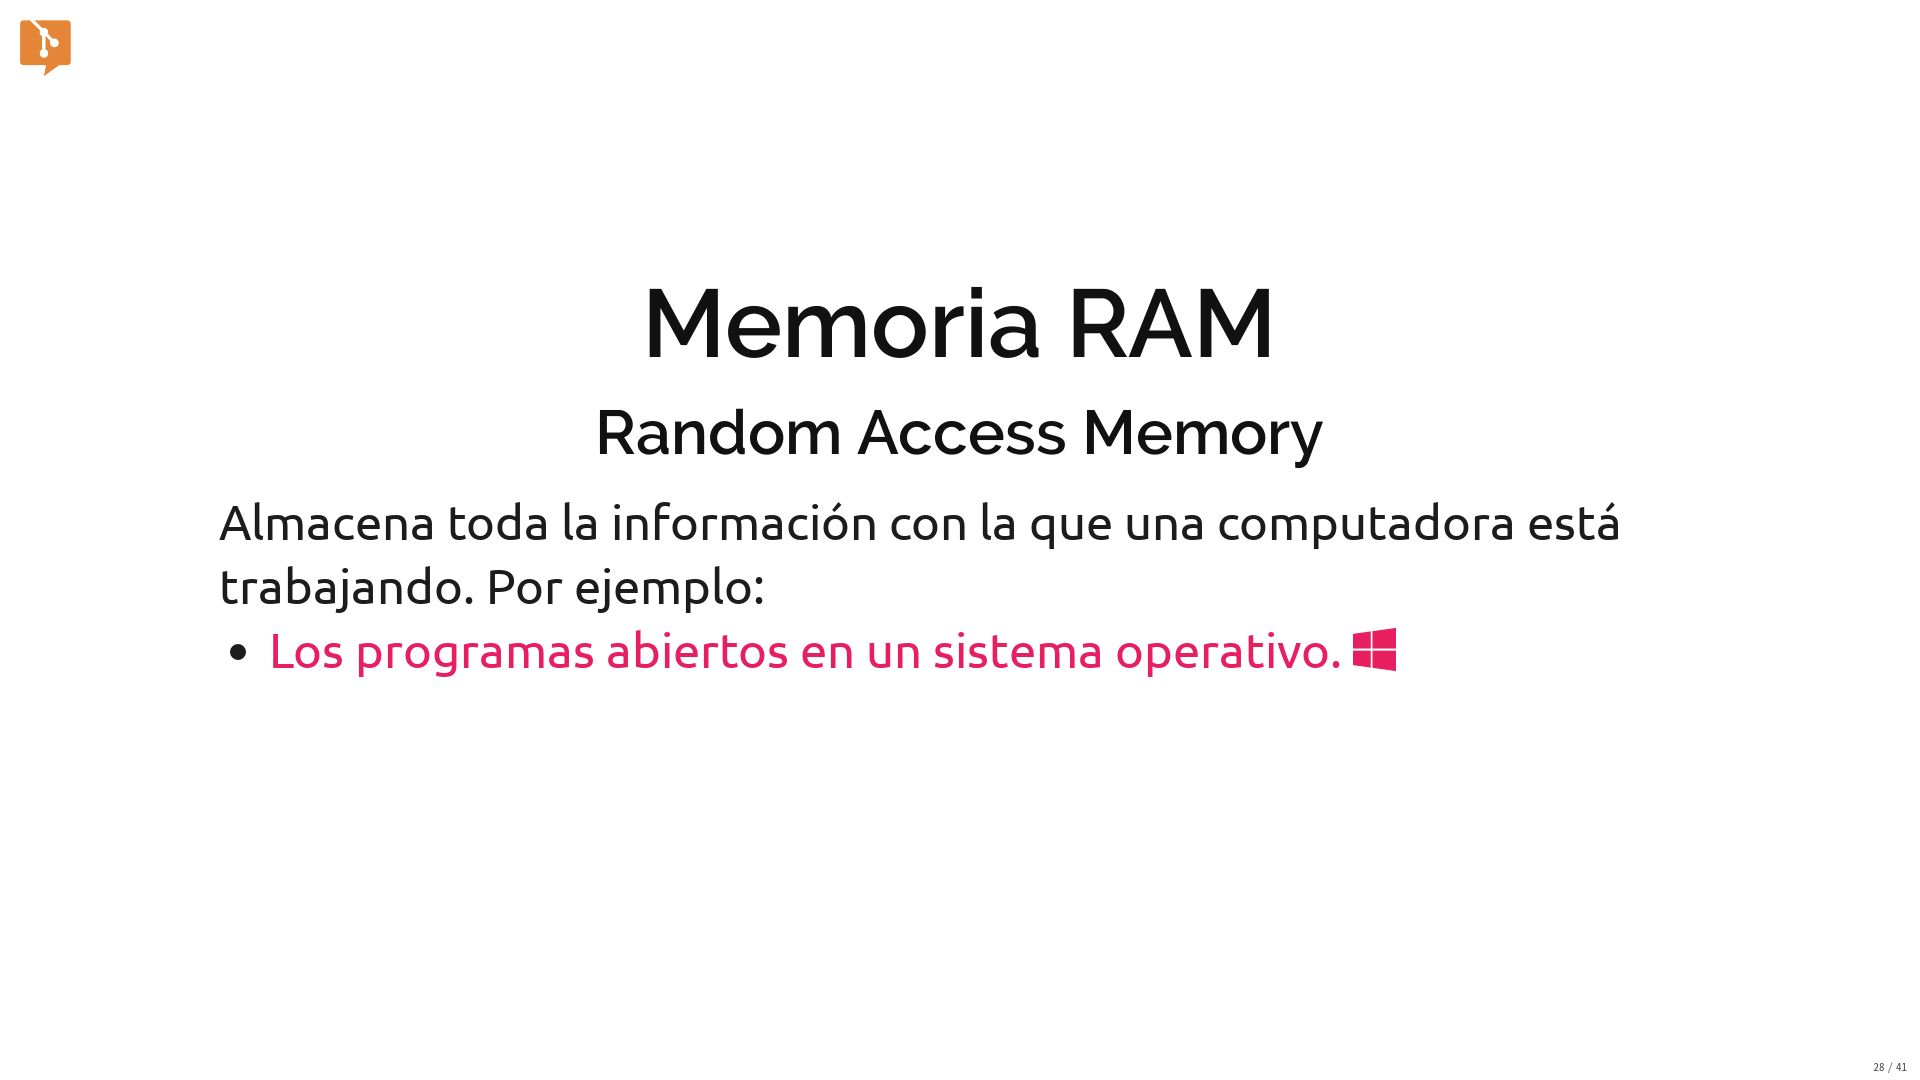 Memoria RAM
Random Access Memory
Almacena toda la información con la que una computadora está
trabajando. Por ejemplo:
• Los programas abiertos en un sistema operativo.
28 / 41